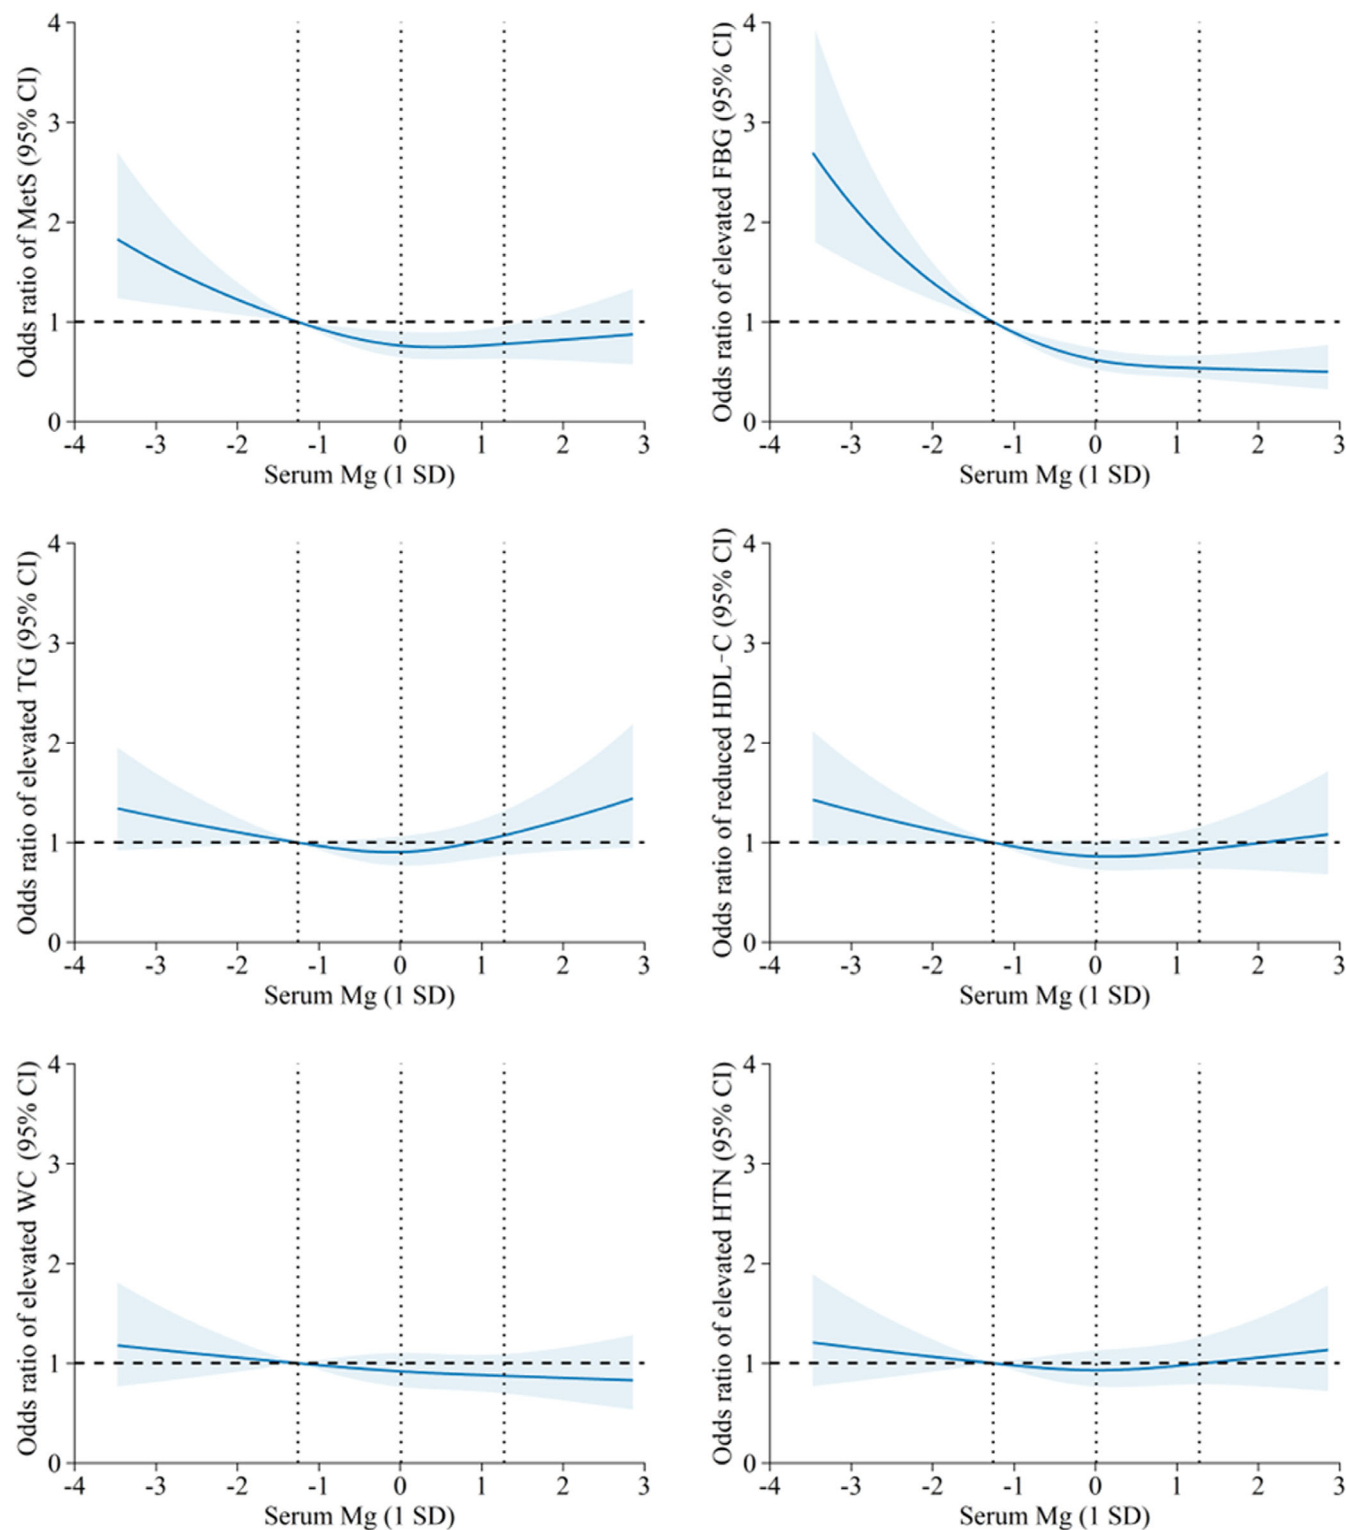 Odds ratio of MetS (95% CI)
4
3
2
1
0
-4 -3 -2 -1 0 1 2 3
Serum Mg (1 SD)
Odds ratio of elevated FBG (95% CI)
4
3
2
1
0
-4 -3 -2 -1 0 1 2 3
Serum Mg (1 SD)
Odds ratio of elevated TG (95% CI)
4
3
2
1
0
-4 -3 -2 -1 0 1 2 3
Serum Mg (1 SD)
Odds ratio of reduced HDL-C (95% CI)
4
3
2
1
0
-4 -3 -2 -1 0 1 2 3
Serum Mg (1 SD)
Odds ratio of elevated WC (95% CI)
4
3
2
1
0
-4 -3 -2 -1 0 1 2 3
Serum Mg (1 SD)
Odds ratio of elevated HTN (95% CI)
4
3
2
1
0
-4 -3 -2 -1 0 1 2 3
Serum Mg (1 SD)